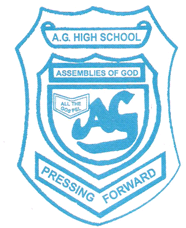 A.G. HIGH SCHOOL
ASSEMBLIES OF GOD
ALL THE
GOSPEL
AG
PRESSING FORWARD